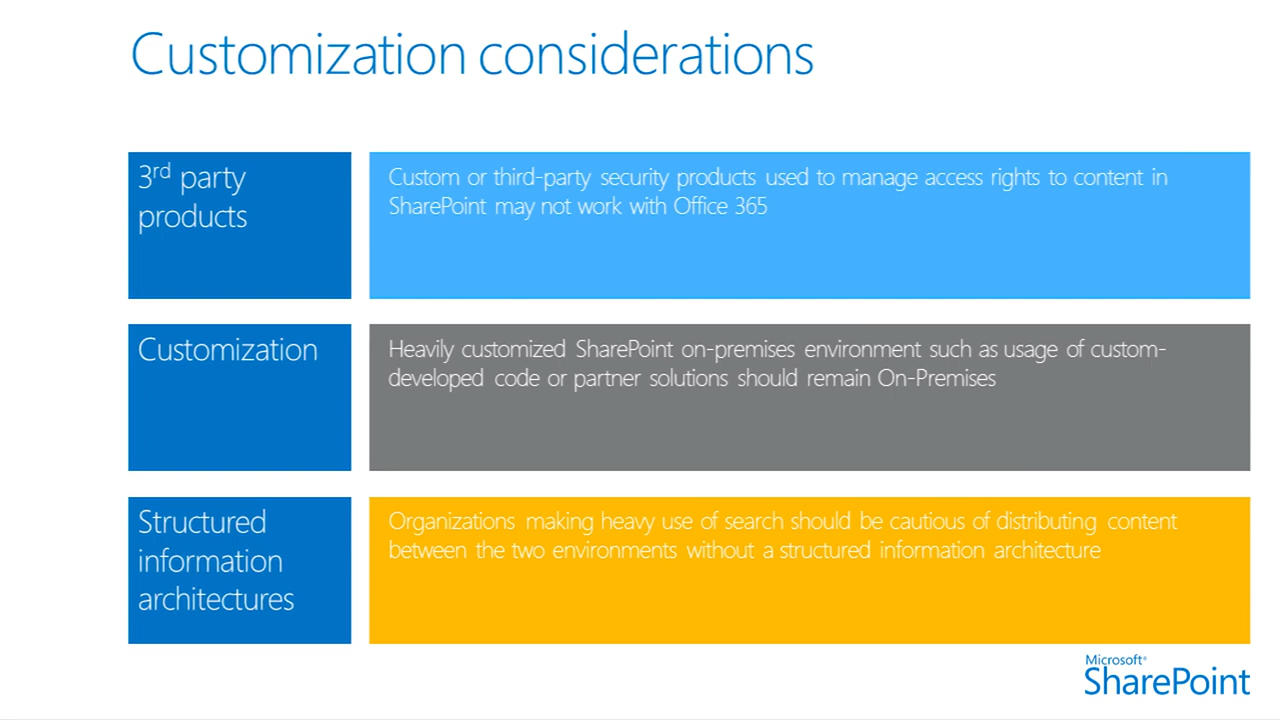 Customization considerations
3rd party
products
Custom or third-party security products used to manage access rights to content in
SharePoint may not work with Office 365
Customization
Heavily customized SharePoint on-premises environment such as usage of custom-
developed code or partner solutions should remain On-Premises
Structured
information
architectures
Organizations making heavy use of search should be cautious of distributing content
between the two environments without a structured information architecture
Microsoft®
SharePoint